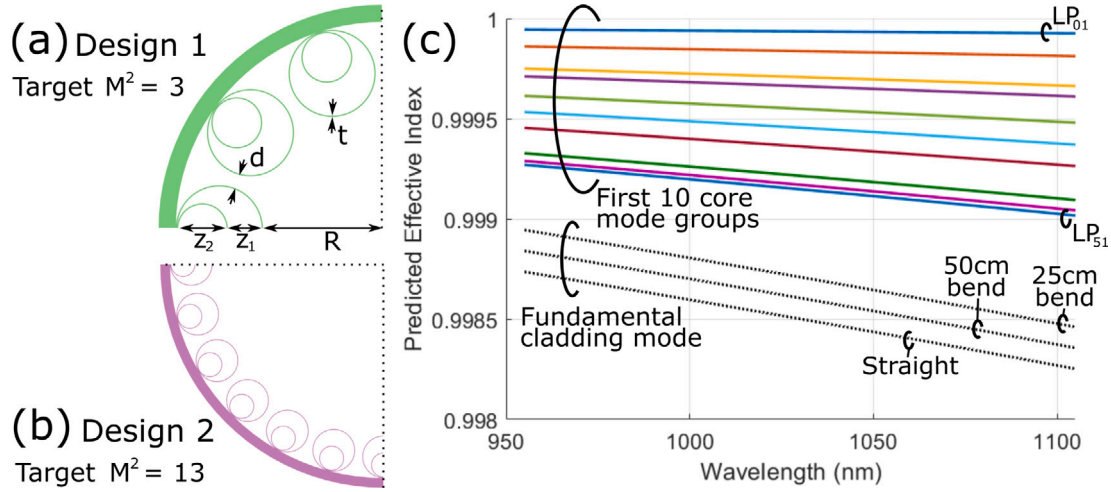 (a) Design 1
Target M² = 3
d
t
z₂
z₁
R
(b) Design 2
Target M² = 13
(c)
Predicted Effective Index
1
0.9995
0.999
0.9985
0.998
950
1000
1050
1100
Wavelength (nm)
LP₀₁
First 10 core
mode groups
LP₅₁
50cm
bend
25cm
bend
Fundamental
cladding mode
Straight